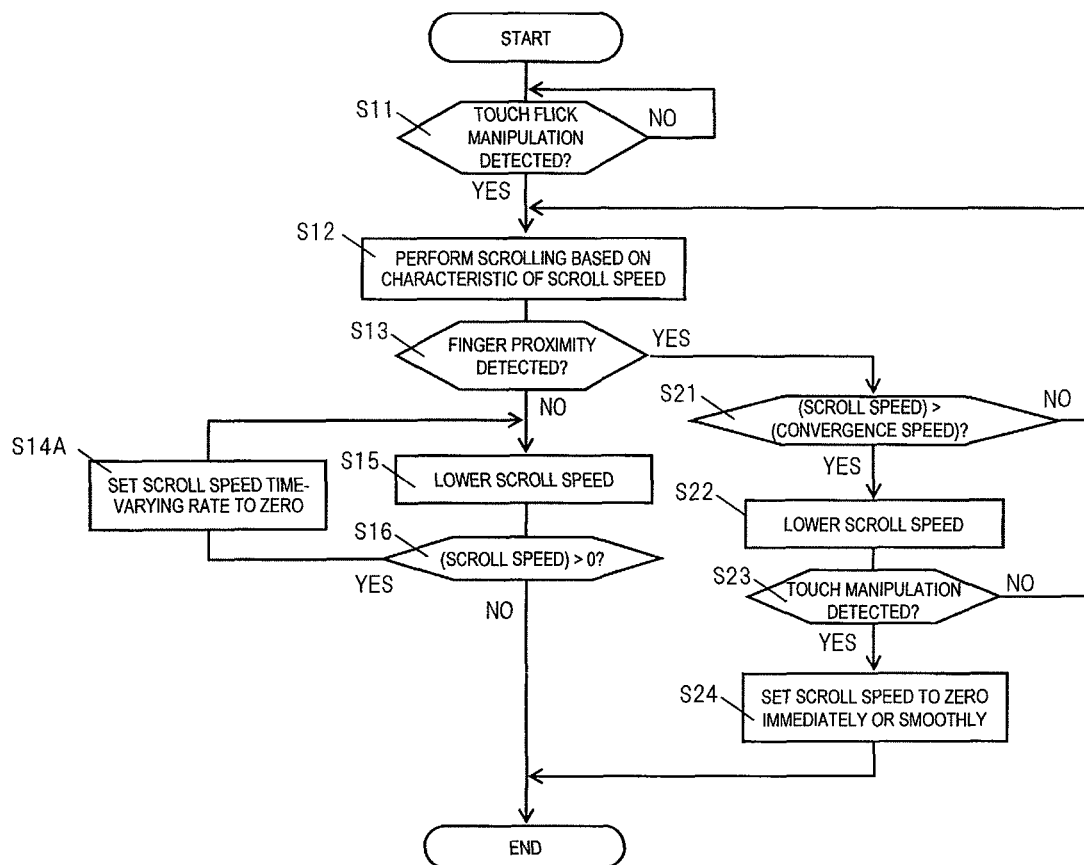 START
S11
TOUCH FLICK
MANIPULATION
DETECTED?
NO
YES
S12
PERFORM SCROLLING BASED ON
CHARACTERISTIC OF SCROLL SPEED
S13
FINGER PROXIMITY
DETECTED?
YES
NO
S21
(SCROLL SPEED) >
(CONVERGENCE SPEED)?
NO
YES
S14A
SET SCROLL SPEED TIME-
VARYING RATE TO ZERO
S15
LOWER SCROLL SPEED
S22
LOWER SCROLL SPEED
S16
(SCROLL SPEED) > 0?
YES
NO
S23
TOUCH MANIPULATION
DETECTED?
NO
YES
S24
SET SCROLL SPEED TO ZERO
IMMEDIATELY OR SMOOTHLY
END